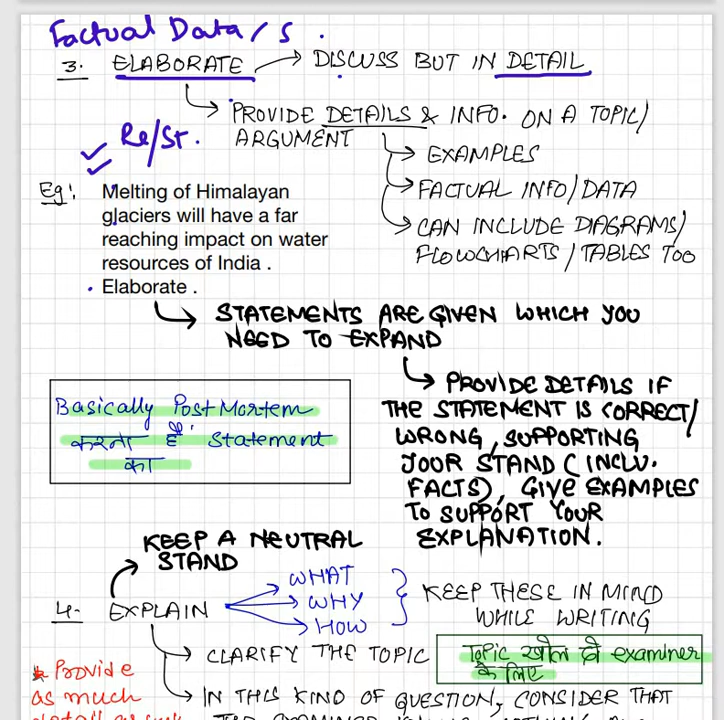 Factual Data/s.
3. ELABORATE → DISCUSS BUT IN DETAIL
PROVIDE DETAILS & INFO. ON A TOPIC/
ARGUMENT
Re/St.
EXAMPLES
FACTUAL INFO/DATA
CAN INCLUDE DIAGRAMS/
FLOWCHARTS/TABLES TOO
Eg:
Melting of Himalayan
glaciers will have a far
reaching impact on water
resources of India .
Elaborate .
STATEMENTS ARE GIVEN WHICH YOU
NEED TO EXPAND
PROVIDE DETAILS IF
THE STATEMENT IS CORRECT/
WRONG, SUPPORTING
YOUR STAND (INCLU.
FACTS), GIVE EXAMPLES
TO SUPPORT YOUR
EXPLANATION.
Basically PostMortem
करना है Statement
का
KEEP A NEUTRAL
STAND
4. EXPLAIN
WHAT
WHY
HOW
KEEP THESE IN MIND
WHILE WRITING
CLARIFY THE TOPIC
Topic खोल दो examiner
के लिए
IN THIS KIND OF QUESTION, CONSIDER THAT
* Provide
as much